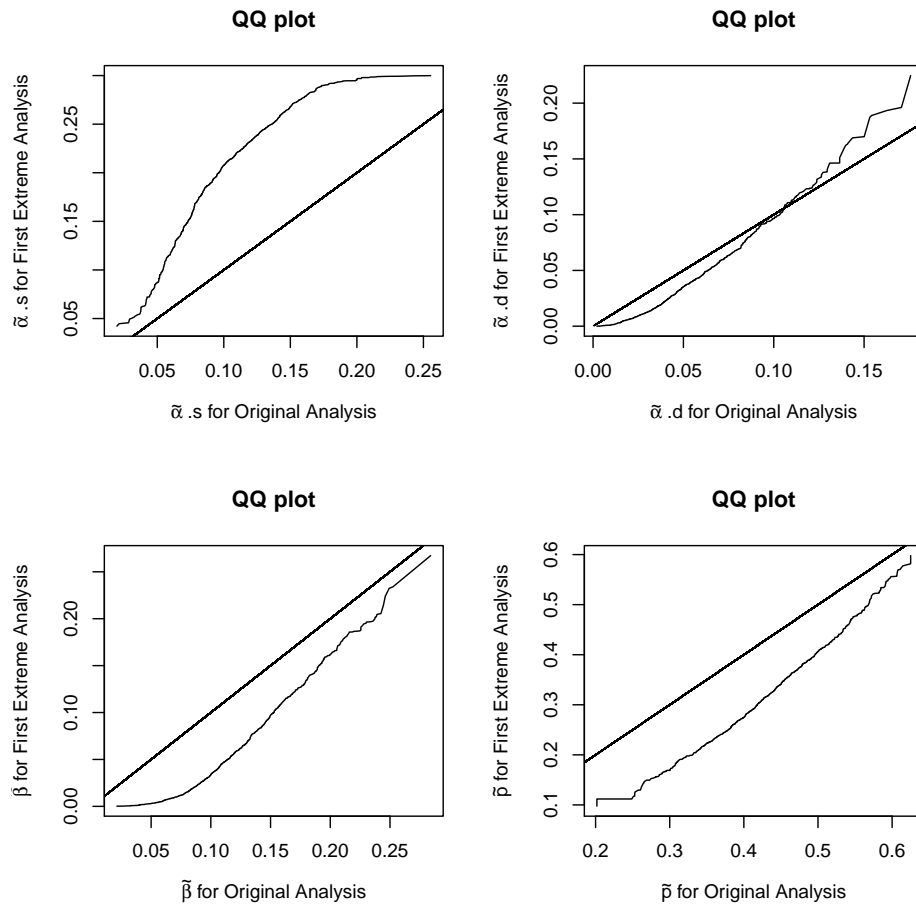 QQ plot
α̃ .s for First Extreme Analysis
0.05 0.15 0.25
0.05 0.10 0.15 0.20 0.25
α̃ .s for Original Analysis
QQ plot
α̃ .d for First Extreme Analysis
0.00 0.05 0.10 0.15 0.20
0.00 0.05 0.10 0.15
α̃ .d for Original Analysis
QQ plot
β̃ for First Extreme Analysis
0.00 0.10 0.20
0.05 0.10 0.15 0.20 0.25
β̃ for Original Analysis
QQ plot
p̃ for First Extreme Analysis
0.1 0.2 0.3 0.4 0.5 0.6
0.2 0.3 0.4 0.5 0.6
p̃ for Original Analysis